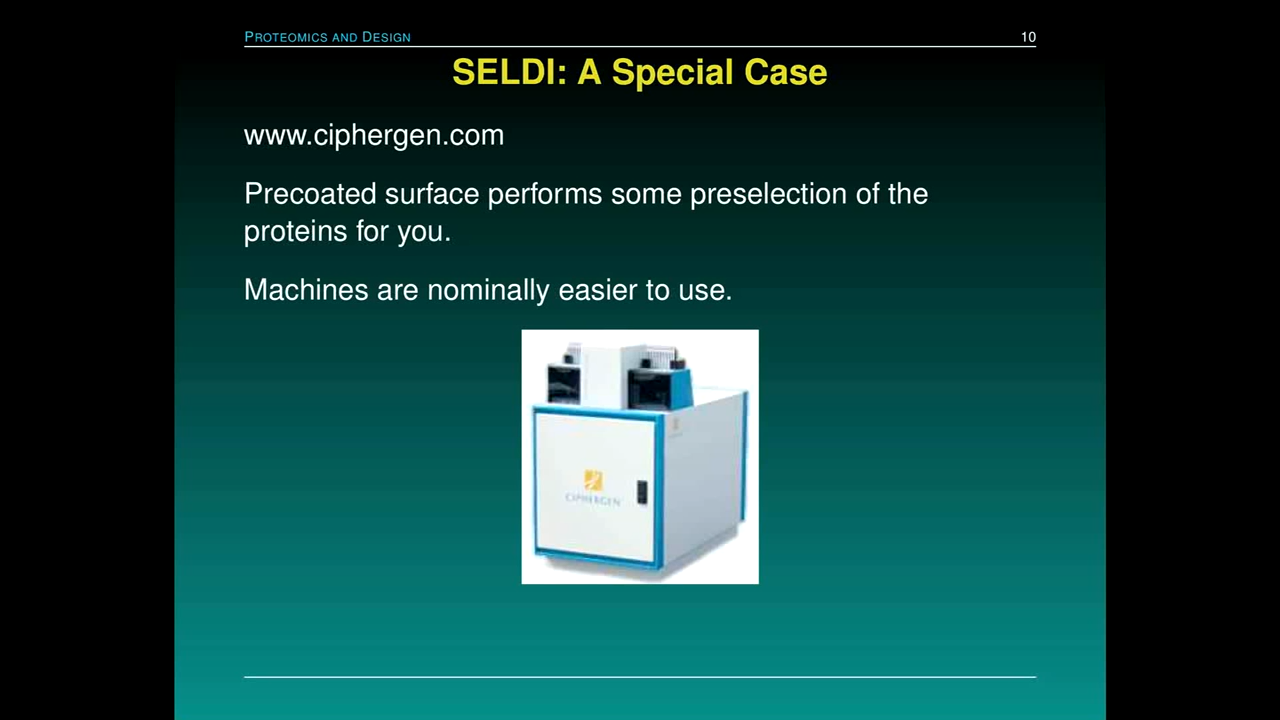 PROTEOMICS AND DESIGN 10
SELDI: A Special Case
www.ciphergen.com
Precoated surface performs some preselection of the
proteins for you.
Machines are nominally easier to use.
CIPHERGEN